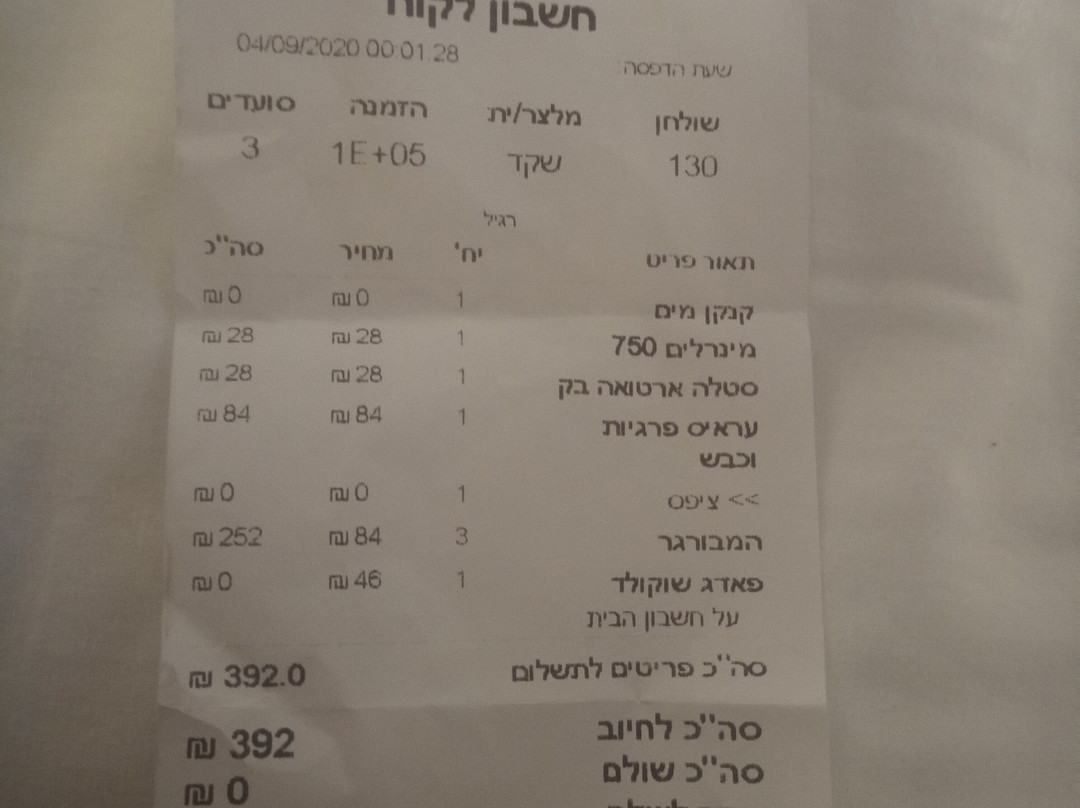 חשבון לקוח
שעת הדפסה: 04/09/2020 00:01:28
שולחן מלצר/ית: הזמנה סועדים
130 שקד 1E+05 3
רגיל
תאור פריט יח' מחיר סה"כ
קנקן מים 1 0 ₪ 0 ₪
מינרלים 750 1 28 ₪ 28 ₪
סטלה ארטואה בק 1 28 ₪ 28 ₪
עראיס פרגיות 1 84 ₪ 84 ₪
וכבש
>> ציפס 1 0 ₪ 0 ₪
המבורגר 3 84 ₪ 252 ₪
פאדג שוקולד 1 46 ₪ 0 ₪
על חשבון הבית
סה"כ פריטים לתשלום 392.0 ₪
סה"כ לחיוב 392 ₪
סה"כ שולם 0 ₪